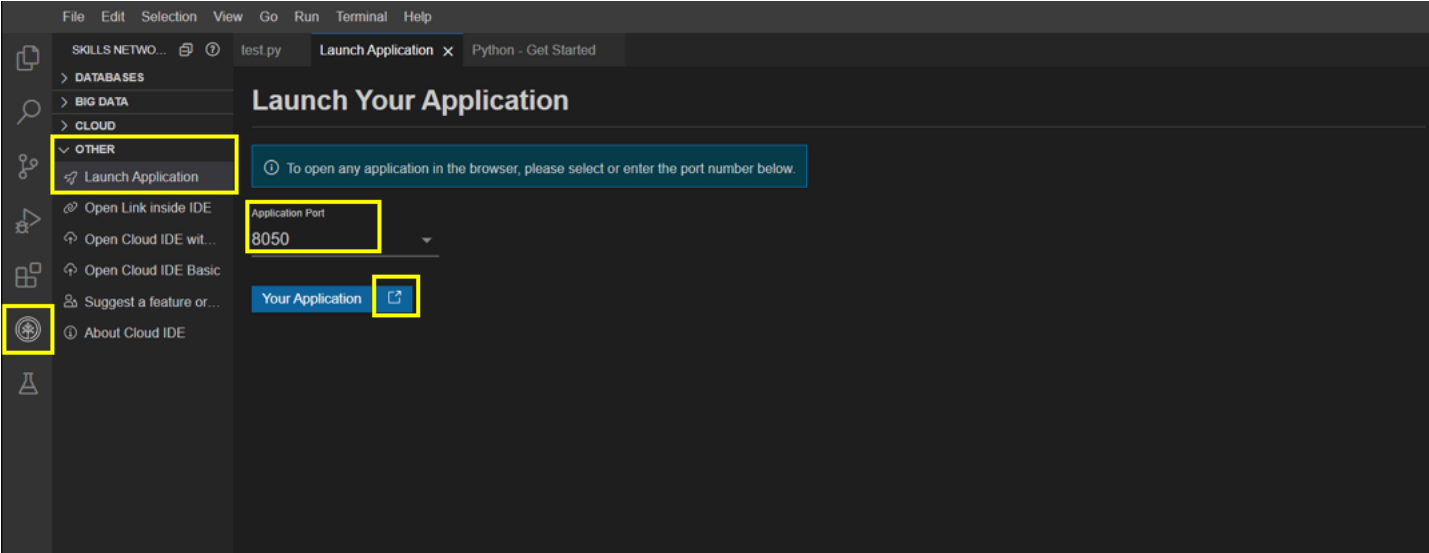 File Edit Selection View Go Run Terminal Help
SKILLS NETWO...
test.py Launch Application Python - Get Started
DATABASES
BIG DATA
CLOUD
OTHER
Launch Application
Open Link inside IDE
Open Cloud IDE wit...
Open Cloud IDE Basic
Suggest a feature or...
About Cloud IDE
Launch Your Application
To open any application in the browser, please select or enter the port number below.
Application Port
8050
Your Application